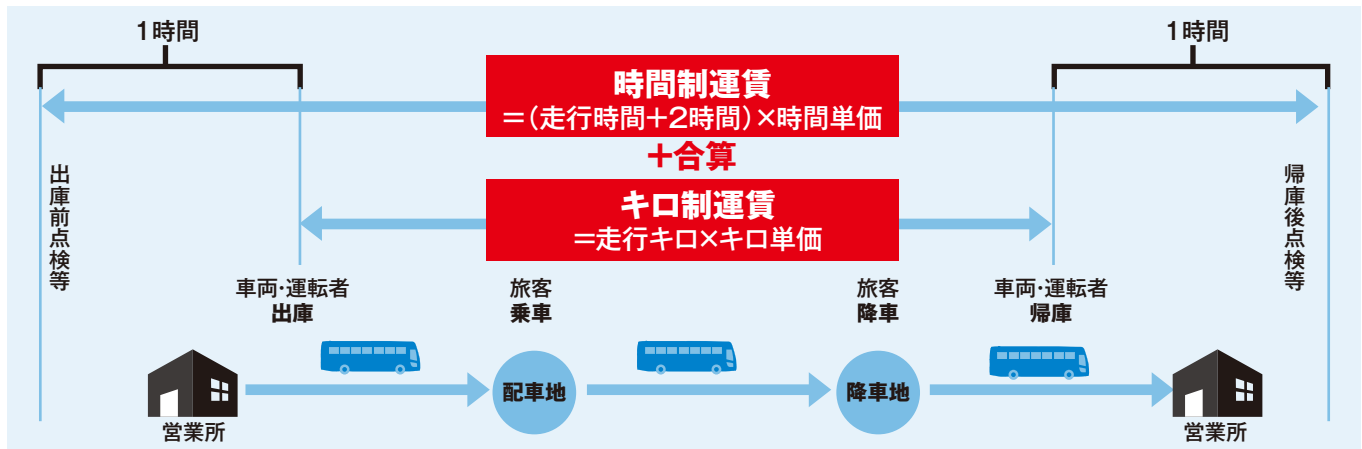 1時間
1時間
時間制運賃
＝(走行時間＋2時間)×時間単価
＋合算
キロ制運賃
＝走行キロ×キロ単価
出庫前点検等
帰庫後点検等
車両・運転者
出庫
旅客
乗車
旅客
降車
車両・運転者
帰庫
配車地
降車地
営業所
営業所